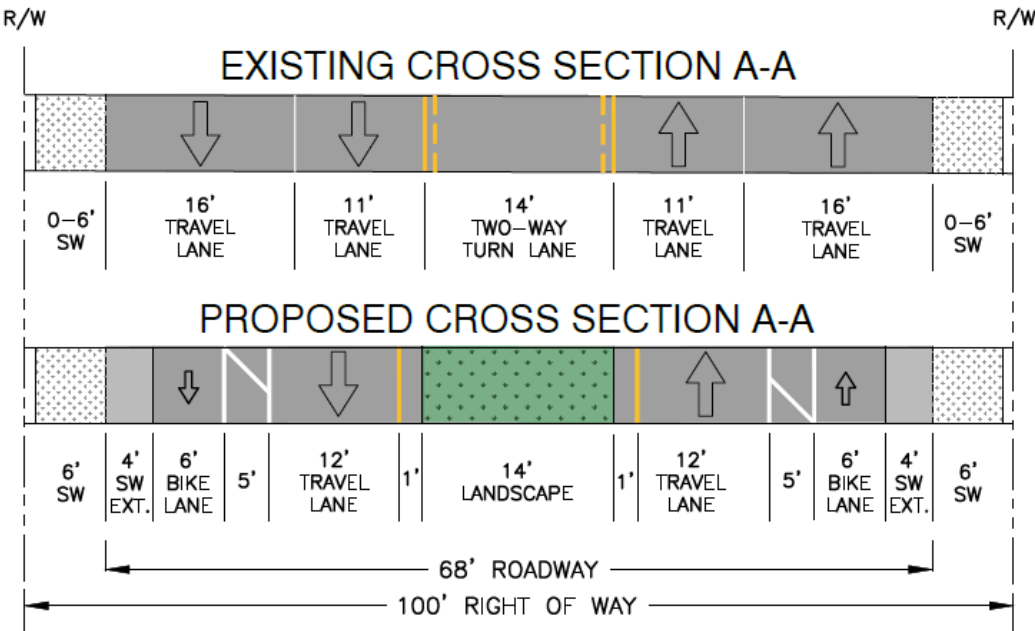 R/W R/W
EXISTING CROSS SECTION A-A
0-6' SW
16' TRAVEL LANE
11' TRAVEL LANE
14' TWO-WAY TURN LANE
11' TRAVEL LANE
16' TRAVEL LANE
0-6' SW
PROPOSED CROSS SECTION A-A
6' SW
4' SW EXT.
6' BIKE LANE
5'
12' TRAVEL LANE
1'
14' LANDSCAPE
1'
12' TRAVEL LANE
5'
6' BIKE LANE
4' SW EXT.
6' SW
68' ROADWAY
100' RIGHT OF WAY